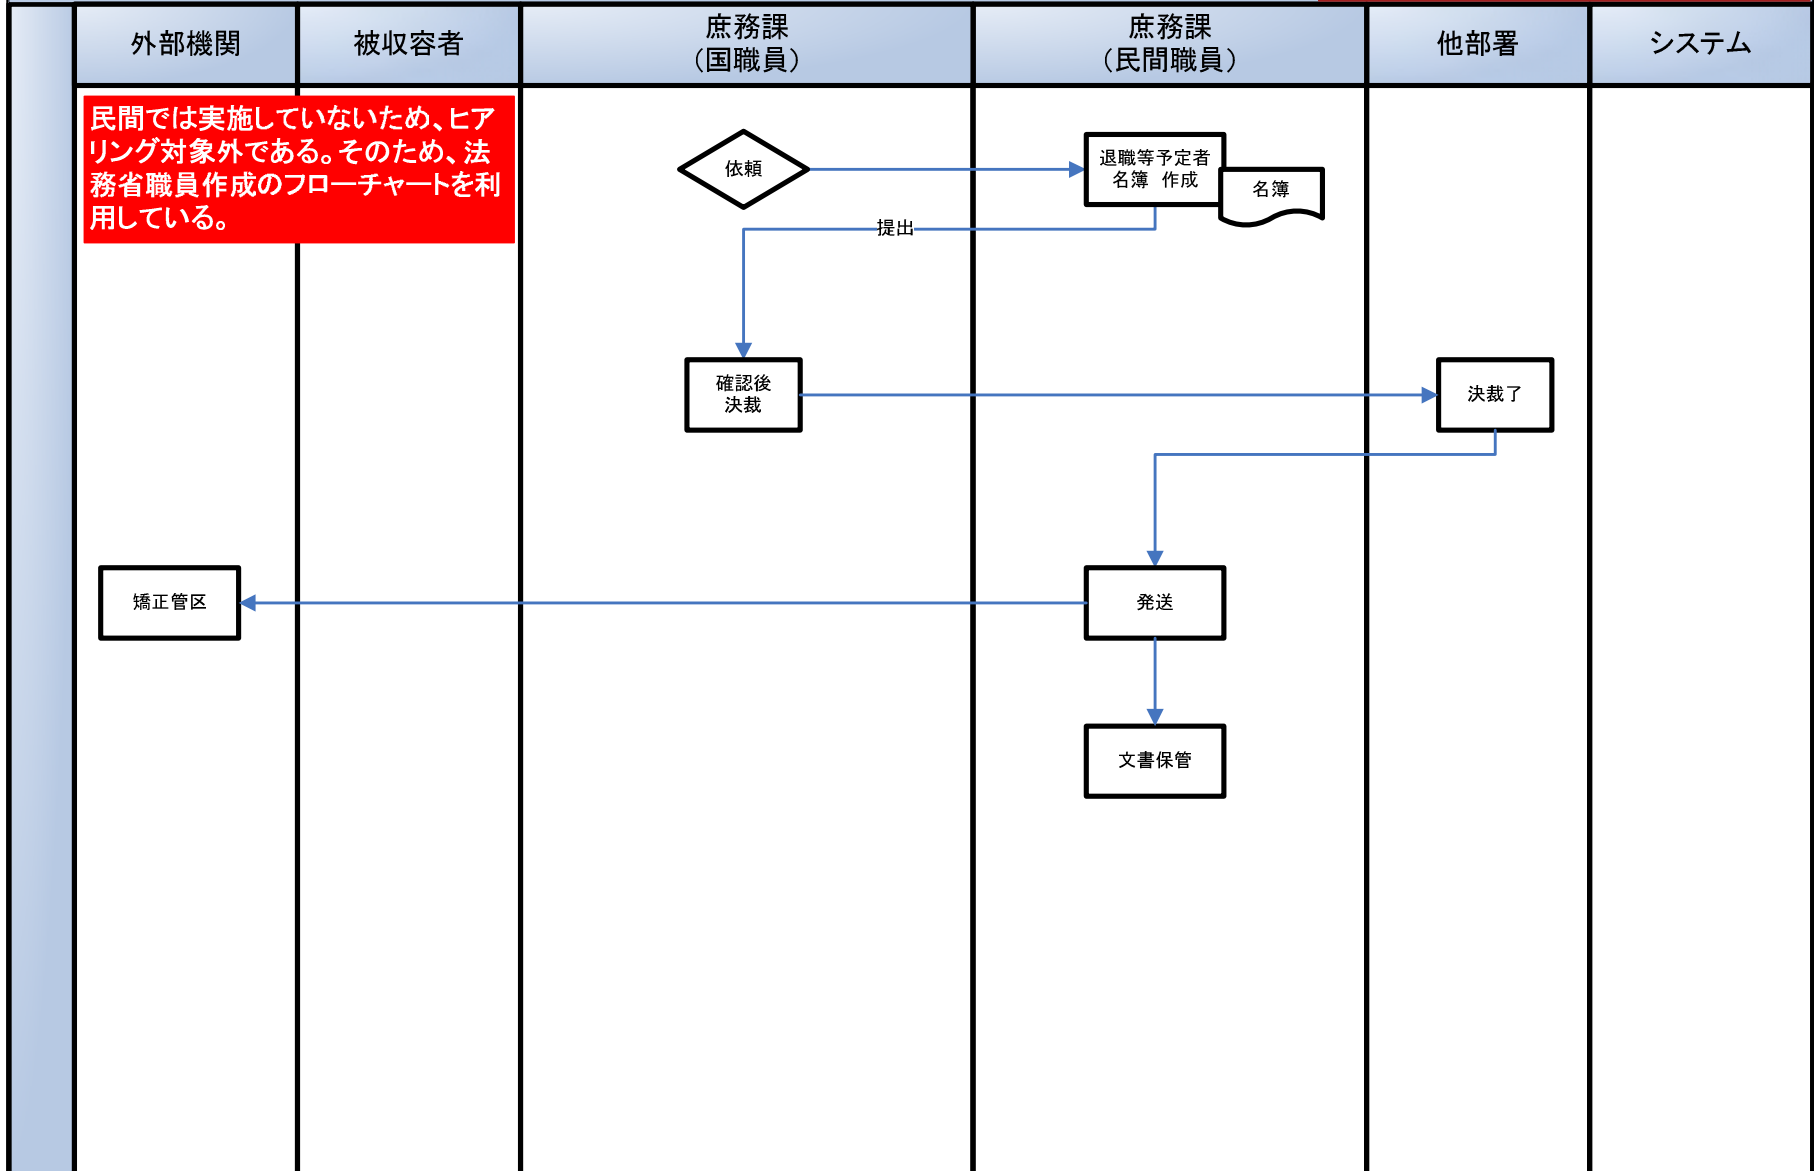 外部機関
被収容者
庶務課
（国職員）
庶務課
（民間職員）
他部署
システム
民間では実施していないため、ヒア
リング対象外である。そのため、法
務省職員作成のフローチャートを利
用している。
依頼
退職等予定者
名簿　作成
名簿
提出
確認後
決裁
決裁了
矯正管区
発送
文書保管